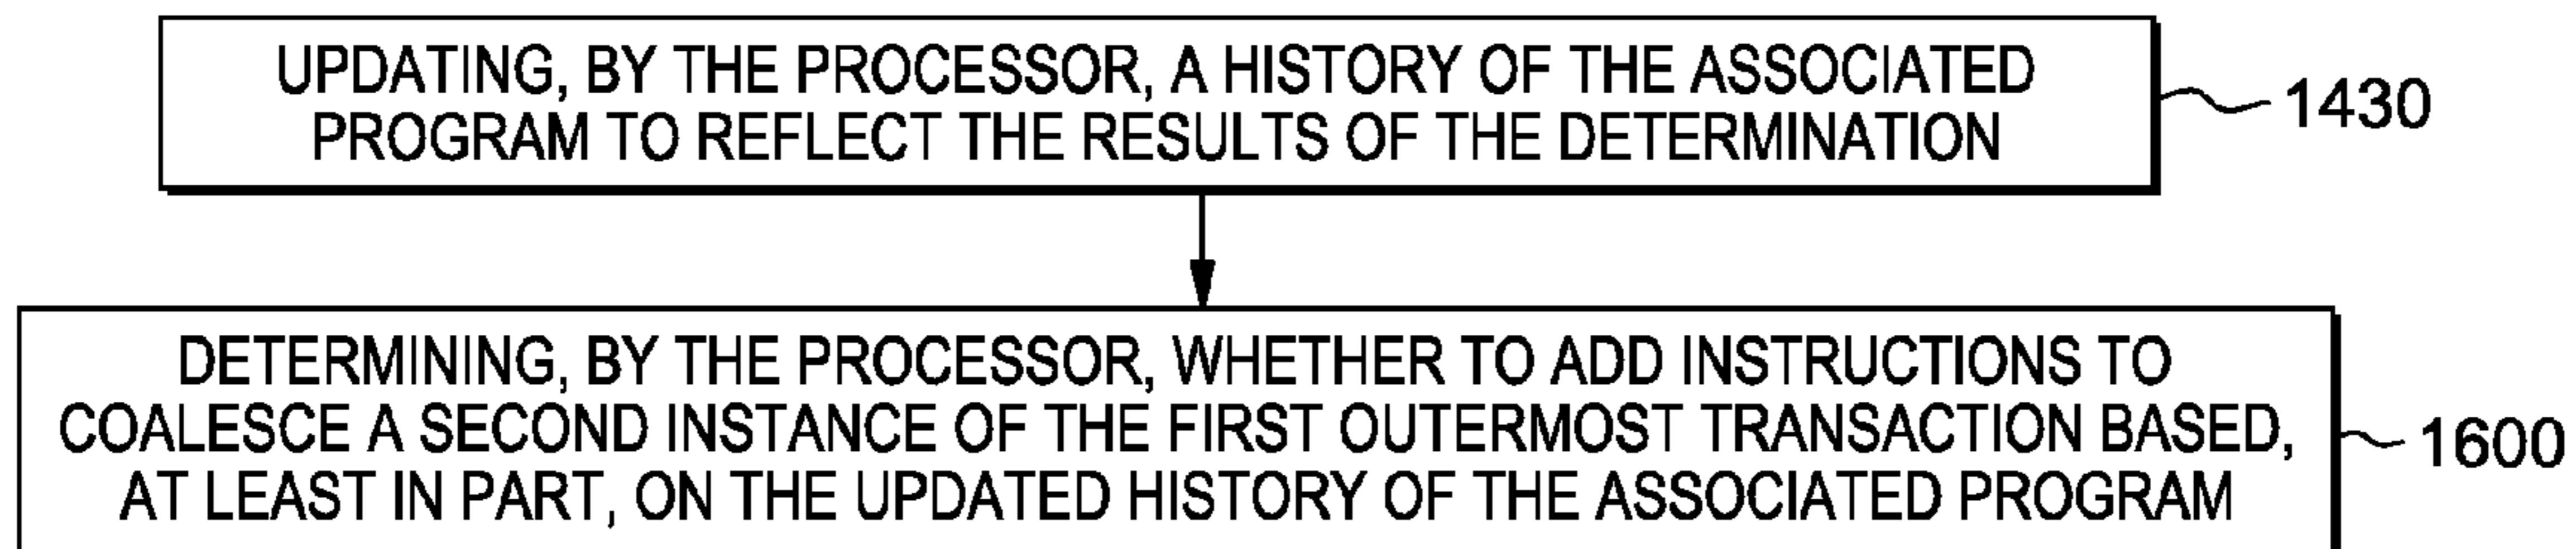 UPDATING, BY THE PROCESSOR, A HISTORY OF THE ASSOCIATED
PROGRAM TO REFLECT THE RESULTS OF THE DETERMINATION
1430
DETERMINING, BY THE PROCESSOR, WHETHER TO ADD INSTRUCTIONS TO
COALESCE A SECOND INSTANCE OF THE FIRST OUTERMOST TRANSACTION BASED,
AT LEAST IN PART, ON THE UPDATED HISTORY OF THE ASSOCIATED PROGRAM
1600